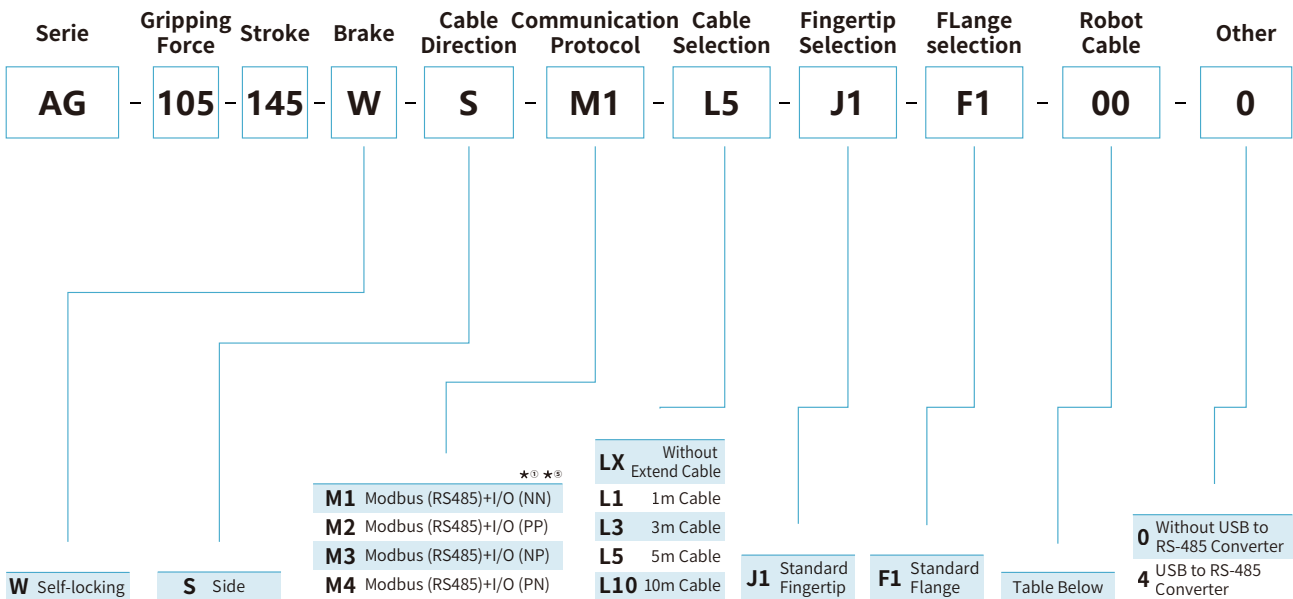 Serie
Gripping
Force
Stroke
Brake
Cable
Direction
Communication
Protocol
Cable
Selection
Fingertip
Selection
FLange
selection
Robot
Cable
Other
AG - 105 - 145 - W - S - M1 - L5 - J1 - F1 - 00 - 0
W Self-locking
S Side
★① ★⑤
M1 Modbus (RS485)+I/O (NN)
M2 Modbus (RS485)+I/O (PP)
M3 Modbus (RS485)+I/O (NP)
M4 Modbus (RS485)+I/O (PN)
LX Without
Extend Cable
L1 1m Cable
L3 3m Cable
L5 5m Cable
L10 10m Cable
J1 Standard
Fingertip
F1 Standard
Flange
Table Below
0 Without USB to
RS-485 Converter
4 USB to RS-485
Converter